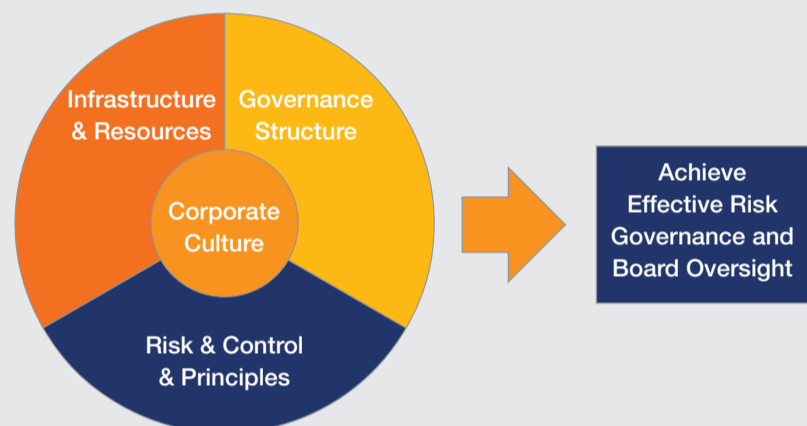 Infrastructure
& Resources
Governance
Structure
Corporate
Culture
Risk & Control
& Principles
Achieve
Effective Risk
Governance and
Board Oversight